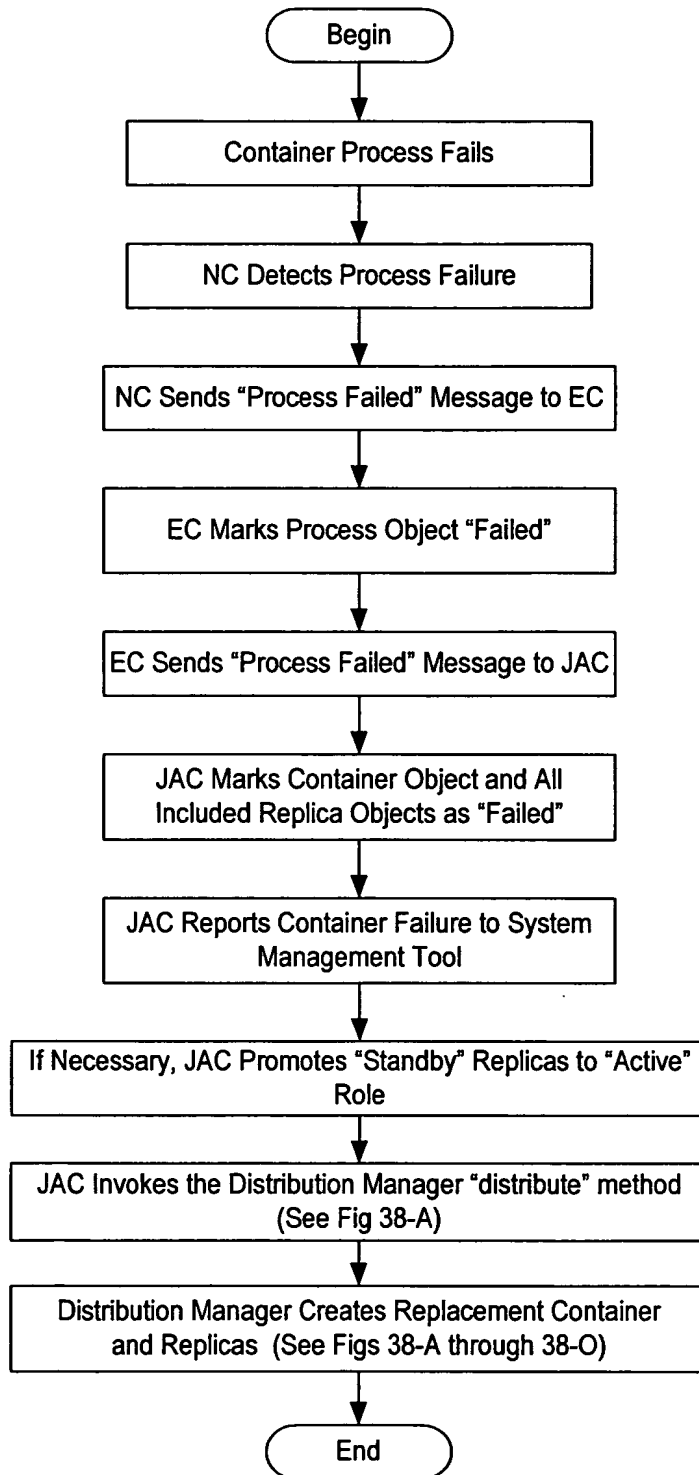 Begin
Container Process Fails
NC Detects Process Failure
NC Sends “Process Failed” Message to EC
EC Marks Process Object “Failed”
EC Sends “Process Failed” Message to JAC
JAC Marks Container Object and All
Included Replica Objects as “Failed”
JAC Reports Container Failure to System
Management Tool
If Necessary, JAC Promotes “Standby” Replicas to “Active”
Role
JAC Invokes the Distribution Manager “distribute” method
(See Fig 38-A)
Distribution Manager Creates Replacement Container
and Replicas (See Figs 38-A through 38-O)
End